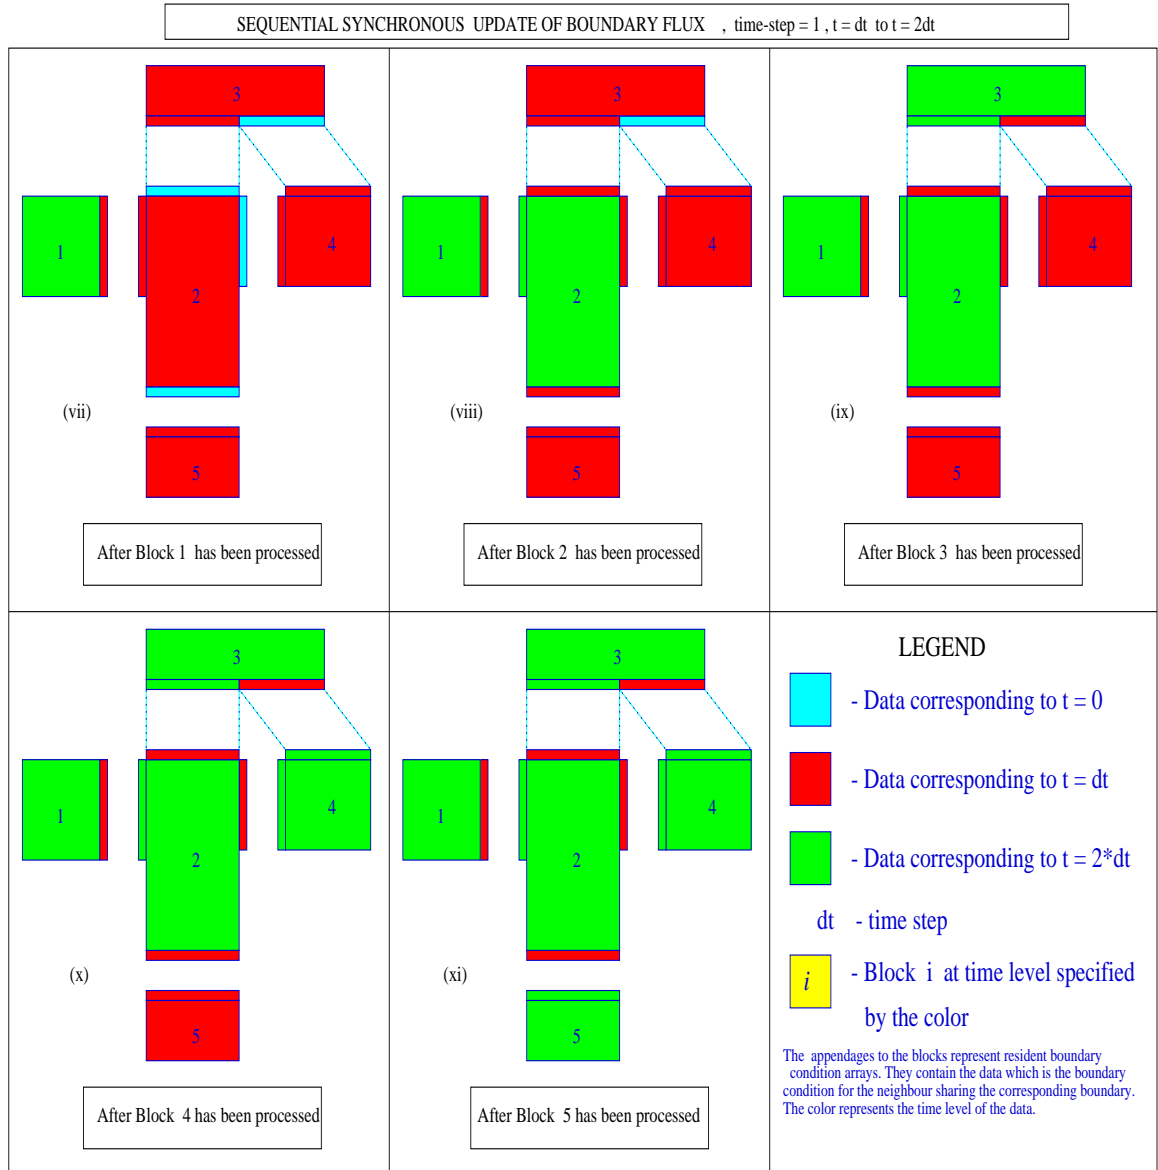 SEQUENTIAL SYNCHRONOUS UPDATE OF BOUNDARY FLUX , time-step = 1 , t = dt to t = 2dt
3
1
4
2
(vii)
5
After Block 1 has been processed
3
1
4
2
(viii)
5
After Block 2 has been processed
3
1
4
2
(ix)
5
After Block 3 has been processed
3
1
4
2
(x)
5
After Block 4 has been processed
3
1
4
2
(xi)
5
After Block 5 has been processed
LEGEND
- Data corresponding to t = 0
- Data corresponding to t = dt
- Data corresponding to t = 2*dt
dt - time step
i - Block i at time level specified
by the color
The appendages to the blocks represent resident boundary
condition arrays. They contain the data which is the boundary
condition for the neighbour sharing the corresponding boundary.
The color represents the time level of the data.